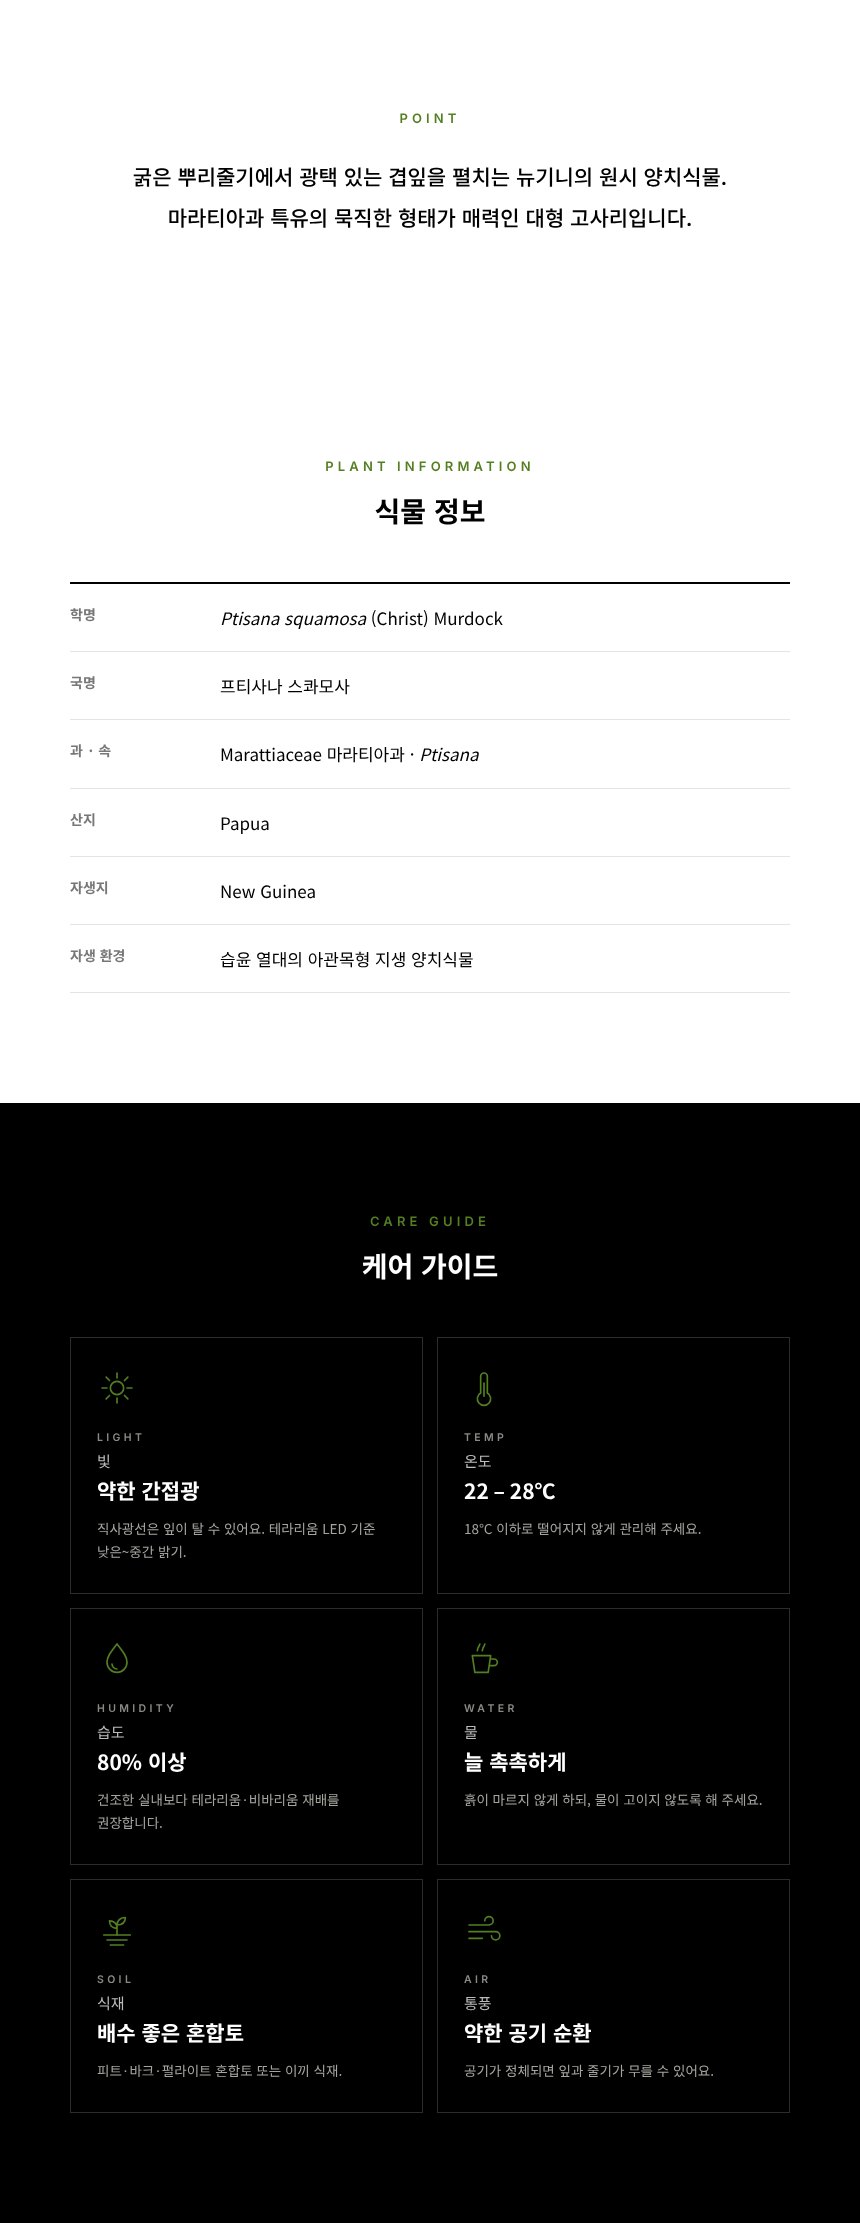 POINT
굵은 뿌리줄기에서 광택 있는 겹잎을 펼치는 뉴기니의 원시 양치식물.
마라티아과 특유의 묵직한 형태가 매력인 대형 고사리입니다.
PLANT INFORMATION
식물 정보
학명 Ptisana squamosa (Christ) Murdock
국명 프티사나 스콰모사
과 · 속 Marattiaceae 마라티아과 · Ptisana
산지 Papua
자생지 New Guinea
자생 환경 습윤 열대의 아관목형 지생 양치식물
CARE GUIDE
케어 가이드
LIGHT
빛
약한 간접광
직사광선은 잎이 탈 수 있어요. 테라리움 LED 기준
낮은~중간 밝기.
TEMP
온도
22 – 28℃
18℃ 이하로 떨어지지 않게 관리해 주세요.
HUMIDITY
습도
80% 이상
건조한 실내보다 테라리움·비바리움 재배를
권장합니다.
WATER
물
늘 촉촉하게
흙이 마르지 않게 하되, 물이 고이지 않도록 해 주세요.
SOIL
식재
배수 좋은 혼합토
피트·바크·펄라이트 혼합토 또는 이끼 식재.
AIR
통풍
약한 공기 순환
공기가 정체되면 잎과 줄기가 무를 수 있어요.